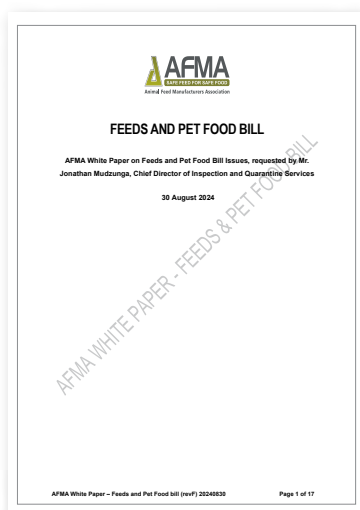 AFMA
SAFE FEED FOR SAFE FOOD
Animal Feed Manufacturers Association
FEEDS AND PET FOOD BILL
AFMA White Paper on Feeds and Pet Food Bill Issues, requested by Mr.
Jonathan Mudzunga, Chief Director of Inspection and Quarantine Services
30 August 2024
AFMA WHITE PAPER - FEEDS & PET FOOD BILL
AFMA White Paper – Feeds and Pet Food bill (revF) 20240830 Page 1 of 17